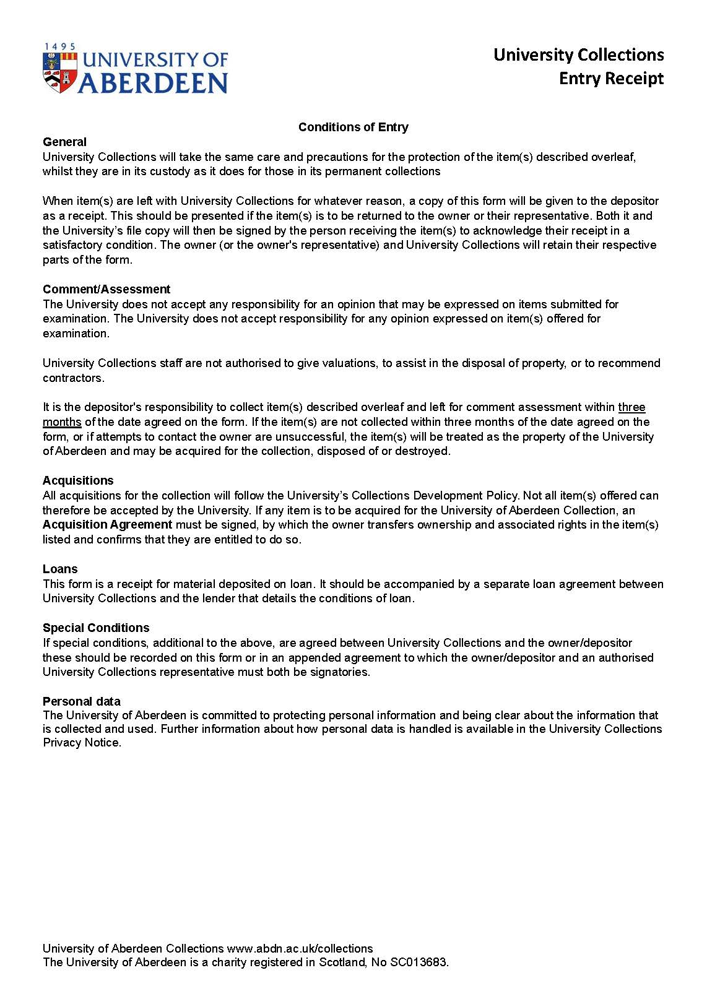 1495
UNIVERSITY OF
ABERDEEN
University Collections
Entry Receipt
Conditions of Entry
General
University Collections will take the same care and precautions for the protection of the item(s) described overleaf,
whilst they are in its custody as it does for those in its permanent collections
When item(s) are left with University Collections for whatever reason, a copy of this form will be given to the depositor
as a receipt. This should be presented if the item(s) is to be returned to the owner or their representative. Both it and
the University’s file copy will then be signed by the person receiving the item(s) to acknowledge their receipt in a
satisfactory condition. The owner (or the owner's representative) and University Collections will retain their respective
parts of the form.
Comment/Assessment
The University does not accept any responsibility for an opinion that may be expressed on items submitted for
examination. The University does not accept responsibility for any opinion expressed on item(s) offered for
examination.
University Collections staff are not authorised to give valuations, to assist in the disposal of property, or to recommend
contractors.
It is the depositor's responsibility to collect item(s) described overleaf and left for comment assessment within three
months of the date agreed on the form. If the item(s) are not collected within three months of the date agreed on the
form, or if attempts to contact the owner are unsuccessful, the item(s) will be treated as the property of the University
of Aberdeen and may be acquired for the collection, disposed of or destroyed.
Acquisitions
All acquisitions for the collection will follow the University’s Collections Development Policy. Not all item(s) offered can
therefore be accepted by the University. If any item is to be acquired for the University of Aberdeen Collection, an
Acquisition Agreement must be signed, by which the owner transfers ownership and associated rights in the item(s)
listed and confirms that they are entitled to do so.
Loans
This form is a receipt for material deposited on loan. It should be accompanied by a separate loan agreement between
University Collections and the lender that details the conditions of loan.
Special Conditions
If special conditions, additional to the above, are agreed between University Collections and the owner/depositor
these should be recorded on this form or in an appended agreement to which the owner/depositor and an authorised
University Collections representative must both be signatories.
Personal data
The University of Aberdeen is committed to protecting personal information and being clear about the information that
is collected and used. Further information about how personal data is handled is available in the University Collections
Privacy Notice.
University of Aberdeen Collections www.abdn.ac.uk/collections
The University of Aberdeen is a charity registered in Scotland, No SC013683.